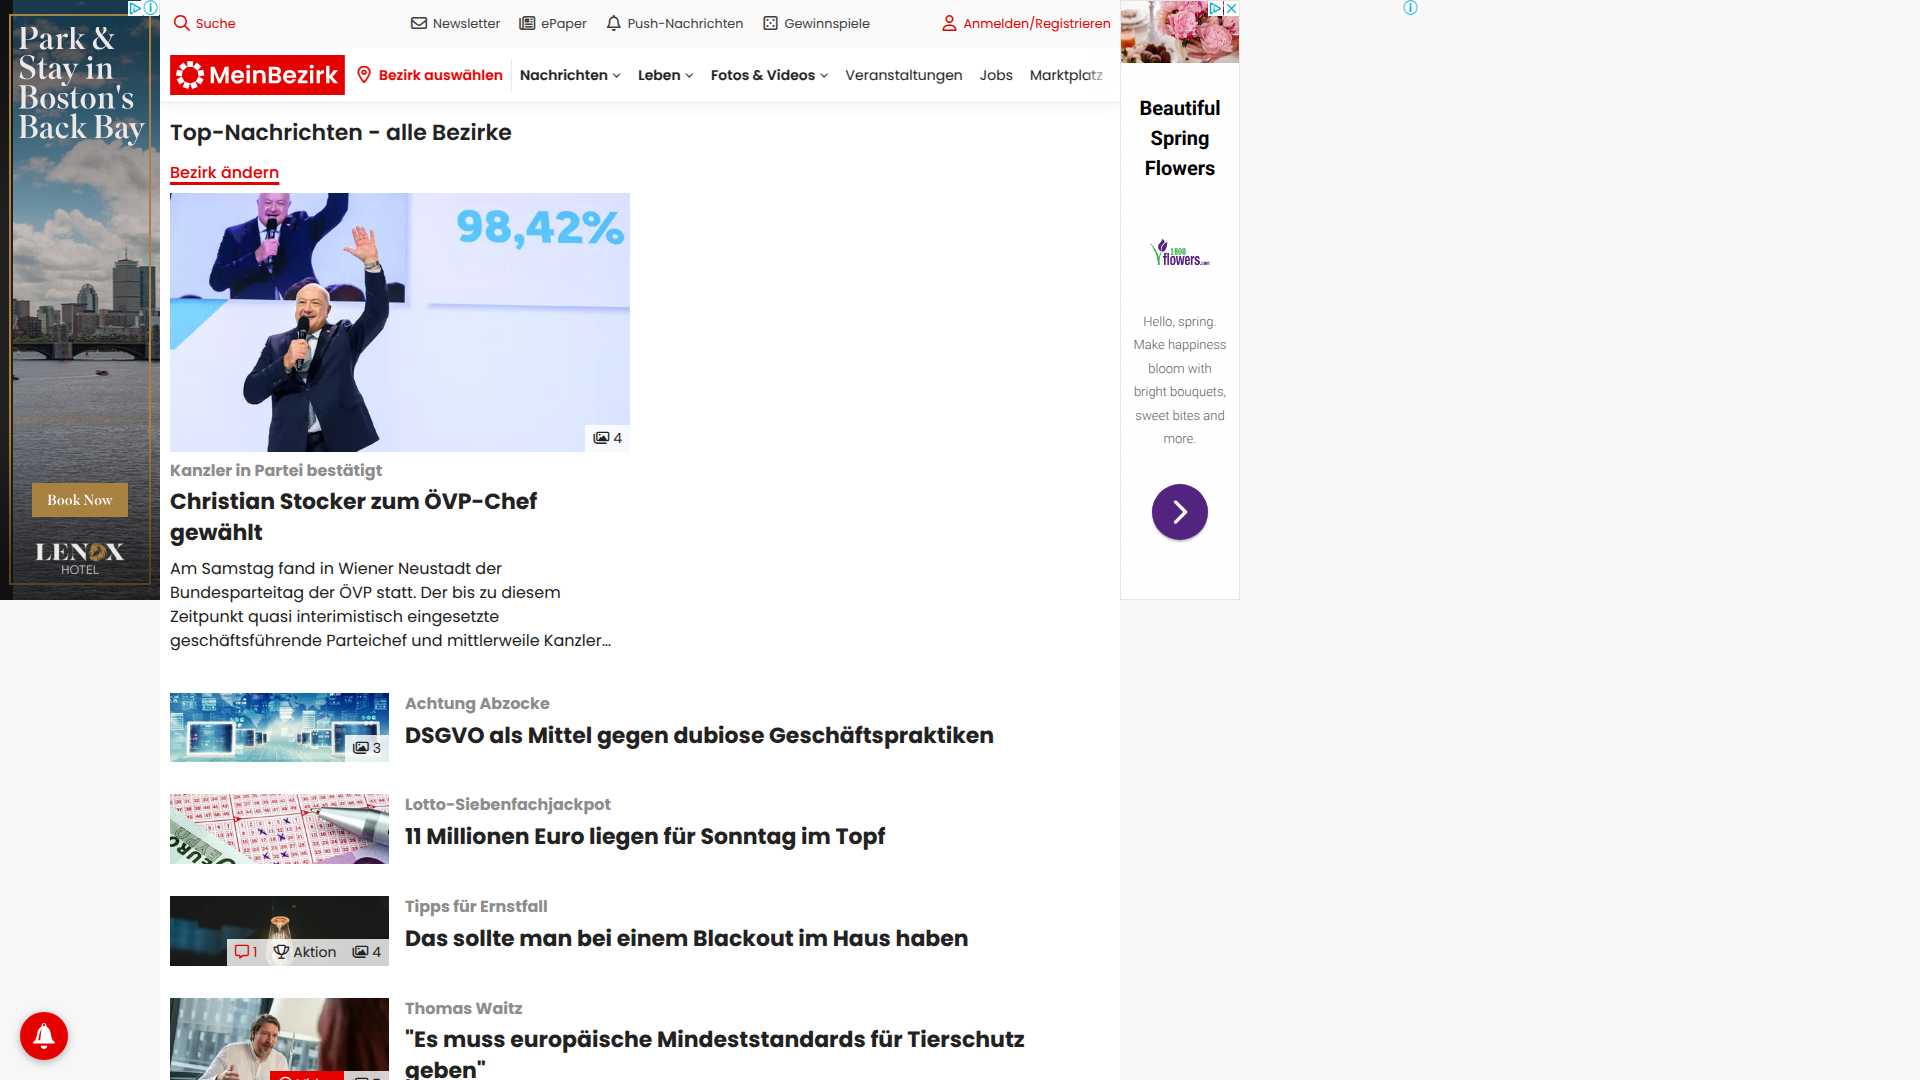 Park &
Stay in
Boston's
Back Bay
Book Now
LENOX
HOTEL
Suche
Newsletter
ePaper
Push-Nachrichten
Gewinnspiele
Anmelden/Registrieren
MeinBezirk
Bezirk auswählen
Nachrichten
Leben
Fotos & Videos
Veranstaltungen
Jobs
Marktplatz
Top-Nachrichten - alle Bezirke
Bezirk ändern
98,42%
4
Kanzler in Partei bestätigt
Christian Stocker zum ÖVP-Chef
gewählt
Am Samstag fand in Wiener Neustadt der
Bundesparteitag der ÖVP statt. Der bis zu diesem
Zeitpunkt quasi interimistisch eingesetzte
geschäftsführende Parteichef und mittlerweile Kanzler...
3
Achtung Abzocke
DSGVO als Mittel gegen dubiose Geschäftspraktiken
Lotto-Siebenfachjackpot
11 Millionen Euro liegen für Sonntag im Topf
1 Aktion 4
Tipps für Ernstfall
Das sollte man bei einem Blackout im Haus haben
Thomas Waitz
"Es muss europäische Mindeststandards für Tierschutz
geben"
Beautiful
Spring
Flowers
1800
flowers.com
Hello, spring.
Make happiness
bloom with
bright bouquets,
sweet bites and
more.